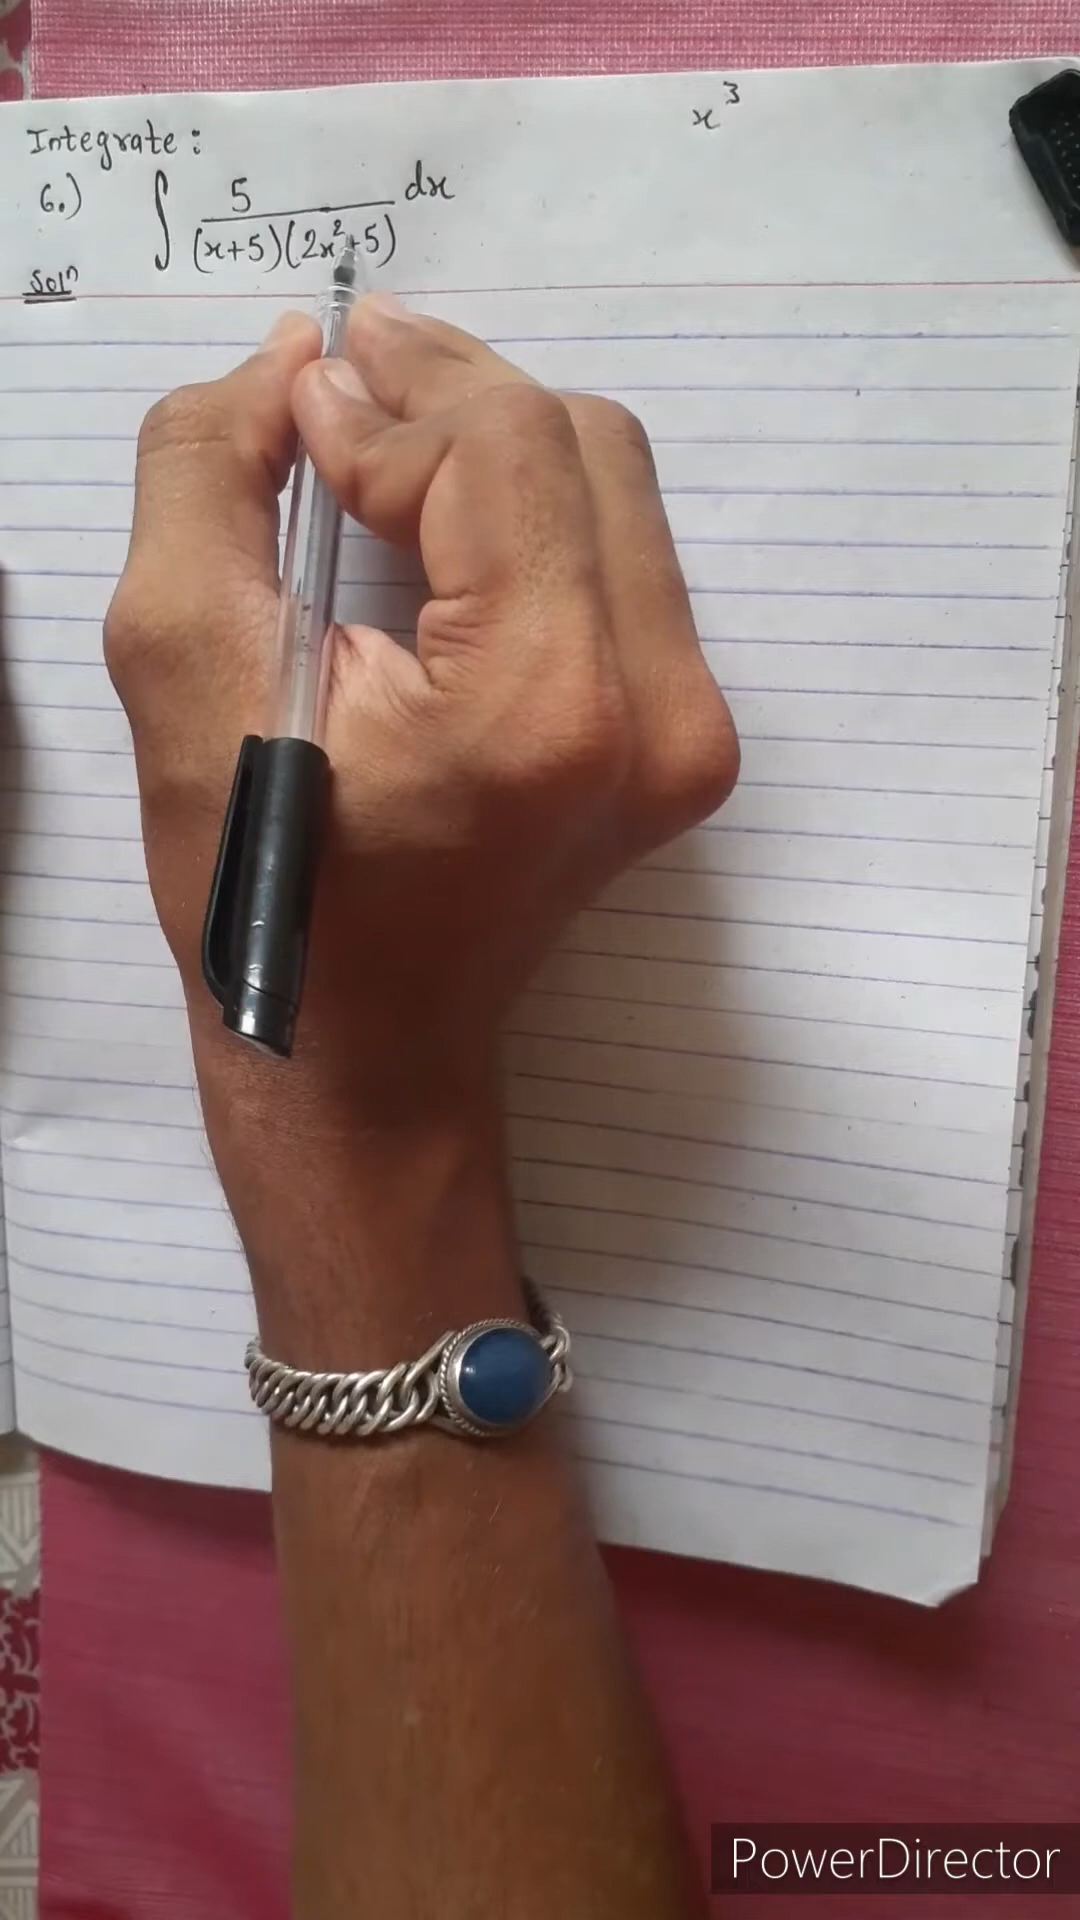 x³
Integrate :
6.) ∫ 5/((x+5)(2x²+5)) dx
Solⁿ
PowerDirector